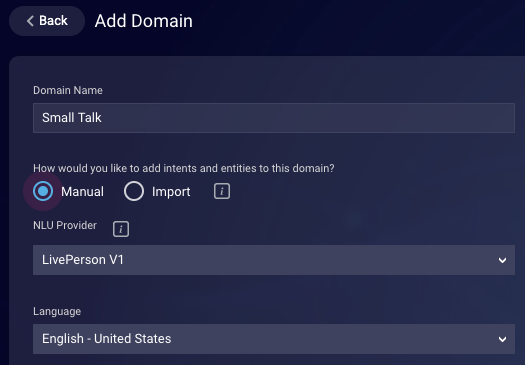 Back Add Domain
Domain Name
Small Talk
How would you like to add intents and entities to this domain?
Manual Import i
NLU Provider i
LivePerson V1
Language
English - United States